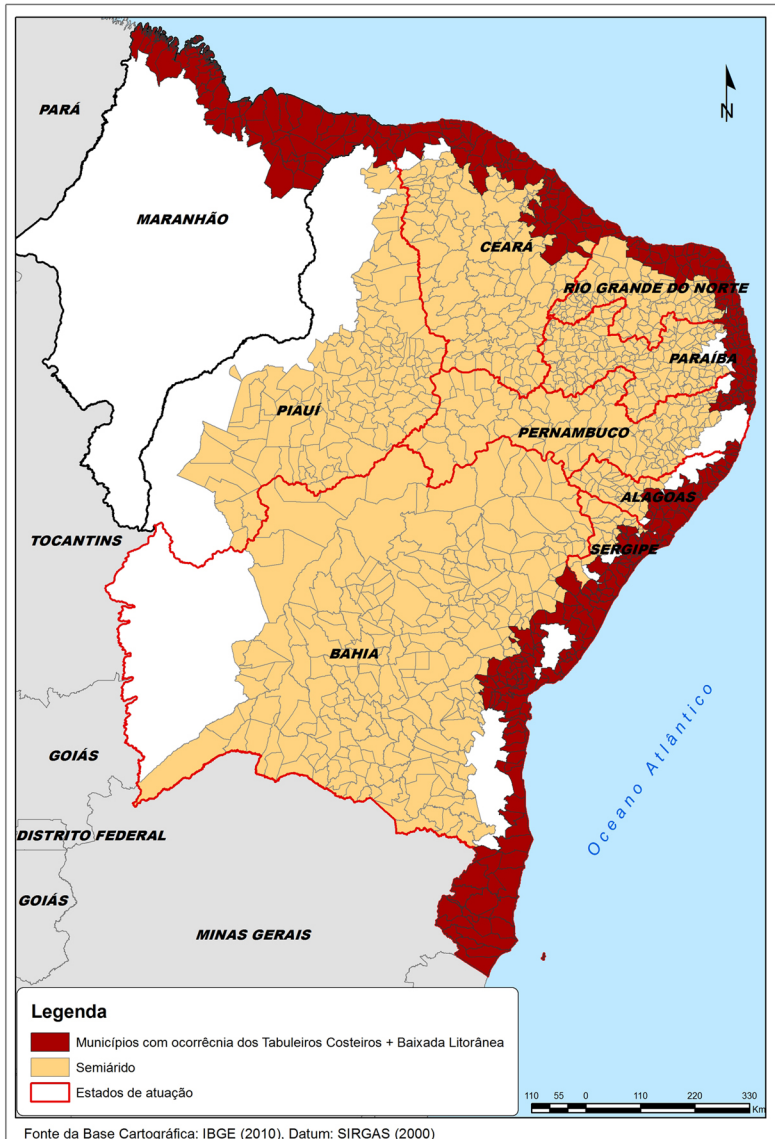 N
PARÁ
MARANHÃO
CEARÁ
RIO GRANDE DO NORTE
PARAÍBA
PIAUÍ
PERNAMBUCO
ALAGOAS
TOCANTINS
SERGIPE
BAHIA
Oceano Atlântico
GOIÁS
DISTRITO FEDERAL
GOIÁS
MINAS GERAIS
Legenda
Municípios com ocorrêcnia dos Tabuleiros Costeiros + Baixada Litorânea
Semiárido
Estados de atuação
110 55 0 110 220 330
Km
Fonte da Base Cartográfica: IBGE (2010), Datum: SIRGAS (2000)